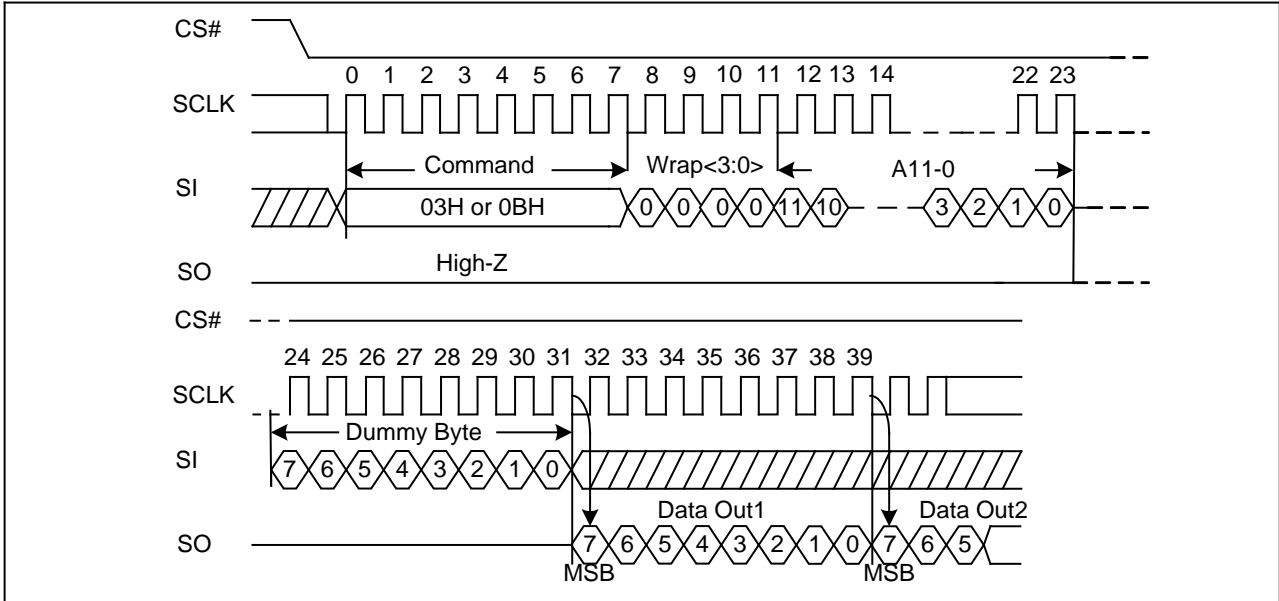 CS#
0 1 2 3 4 5 6 7 8 9 10 11 12 13 14 22 23
SCLK
Command Wrap<3:0> A11-0
SI
03H or 0BH 0 0 0 0 11 10 3 2 1 0
High-Z
SO
CS#
24 25 26 27 28 29 30 31 32 33 34 35 36 37 38 39
SCLK
Dummy Byte
SI
7 6 5 4 3 2 1 0
Data Out1 Data Out2
SO
7 6 5 4 3 2 1 0 7 6 5
MSB MSB